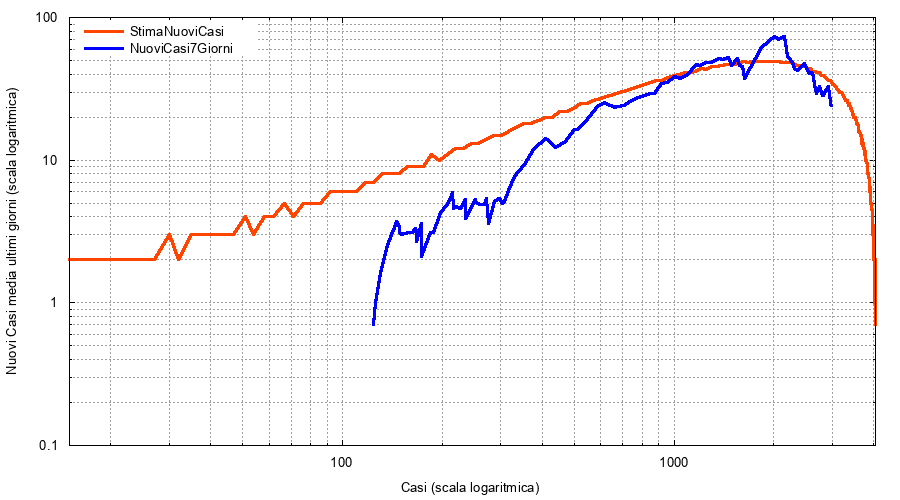 100
StimaNuoviCasi
NuoviCasi7Giorni
10
1
0.1
Nuovi Casi media ultimi giorni (scala logaritmica)
100
1000
Casi (scala logaritmica)